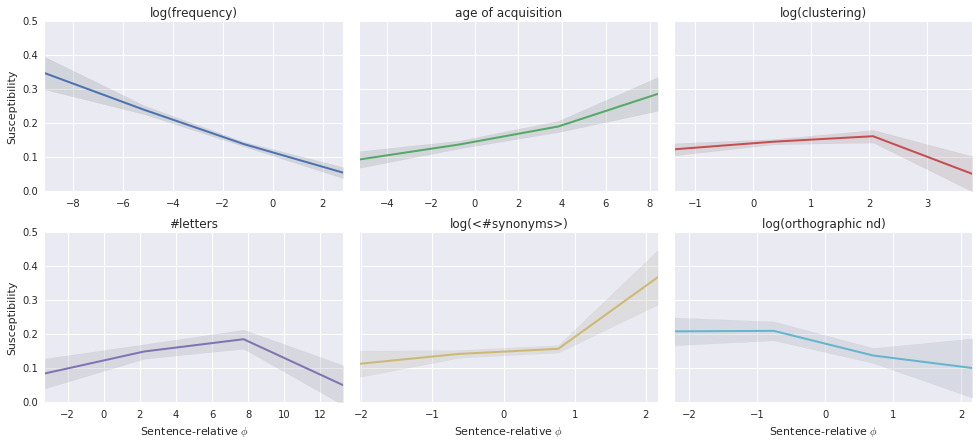 log(frequency) age of acquisition log(clustering)
0.5
0.4
0.3
0.2
0.1
0.0
Susceptibility
−8 −6 −4 −2 0 2
−4 −2 0 2 4 6 8
−1 0 1 2 3
#letters log(<#synonyms>) log(orthographic nd)
0.5
0.4
0.3
0.2
0.1
0.0
Susceptibility
−2 0 2 4 6 8 10 12
−2 −1 0 1 2
−2 −1 0 1 2
Sentence-relative ϕ Sentence-relative ϕ Sentence-relative ϕ